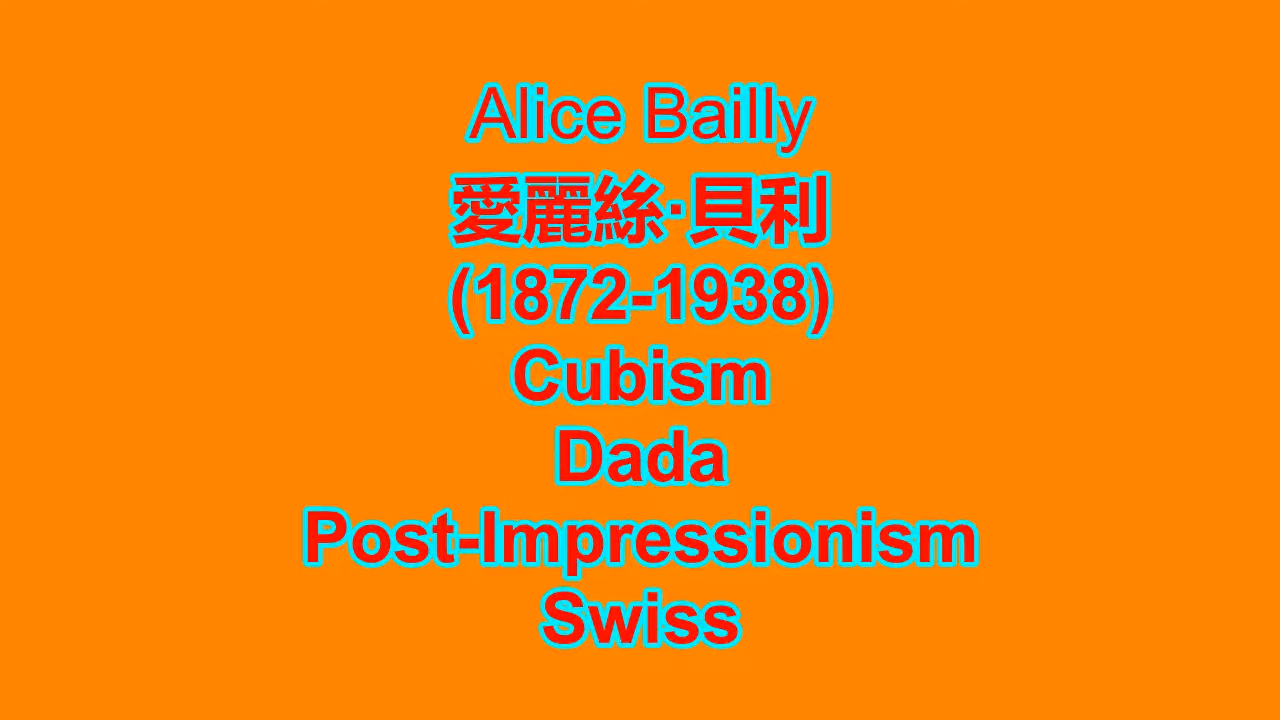 Alice Bailly
愛麗絲·貝利
(1872-1938)
Cubism
Dada
Post-Impressionism
Swiss